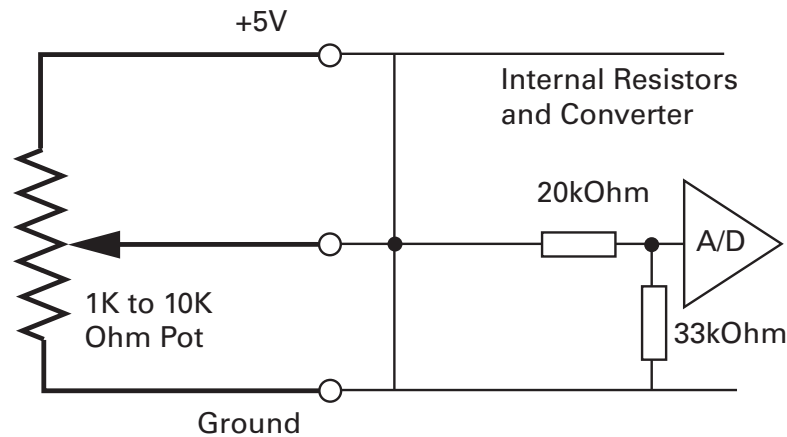 +5V
Internal Resistors
and Converter
20kOhm
A/D
1K to 10K
Ohm Pot
33kOhm
Ground